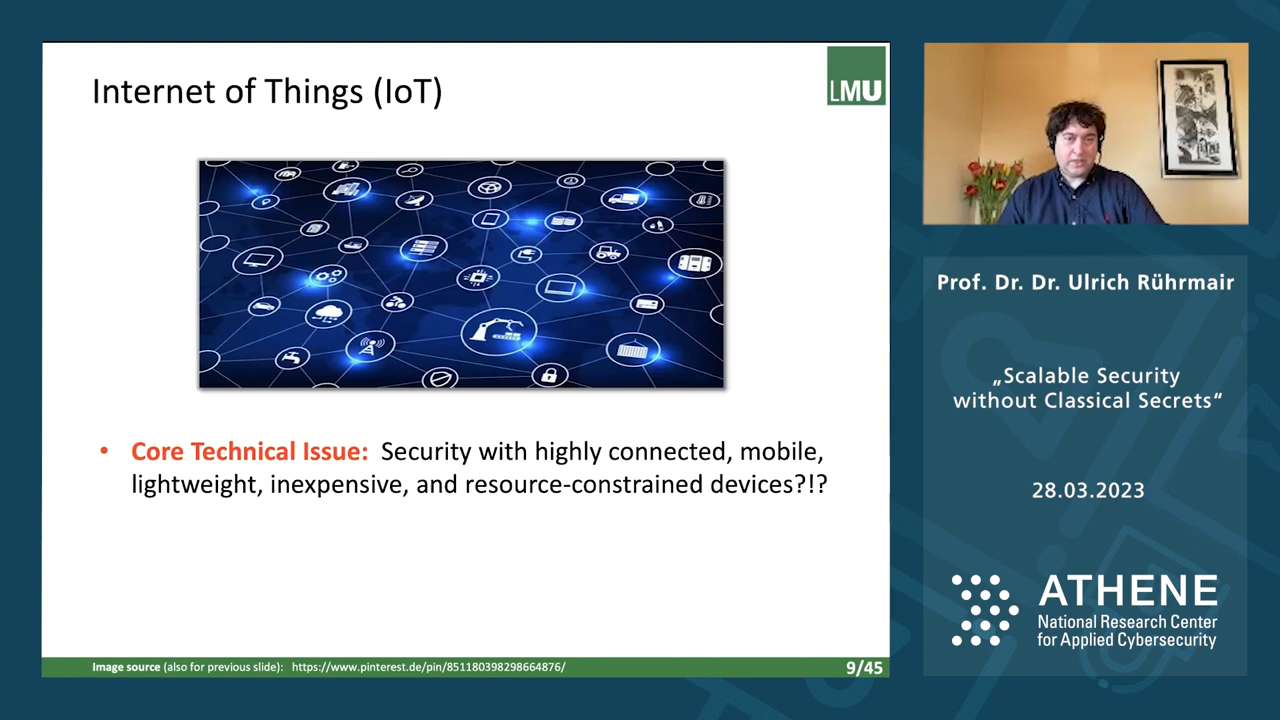 Internet of Things (IoT)
LMU
• Core Technical Issue: Security with highly connected, mobile,
lightweight, inexpensive, and resource-constrained devices?!?
Image source (also for previous slide): https://www.pinterest.de/pin/851180398298664876/
9/45
Prof. Dr. Dr. Ulrich Rührmair
„Scalable Security
without Classical Secrets“
28.03.2023
ATHENE
National Research Center
for Applied Cybersecurity